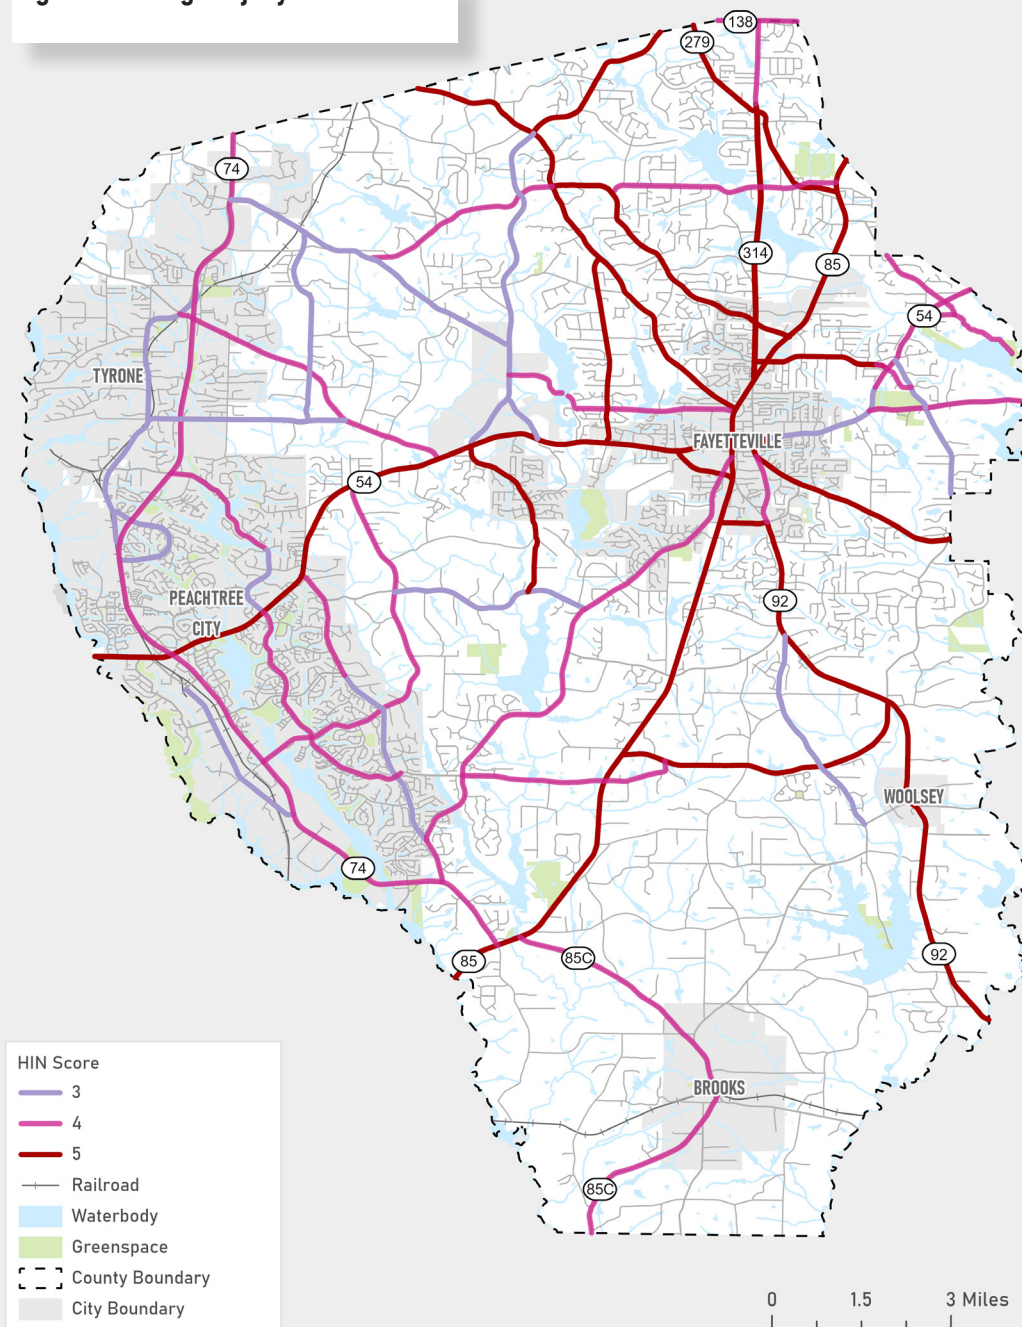 138
279
74
314
85
54
TYRONE
FAYETTEVILLE
54
PEACHTREE
CITY
92
WOOLSEY
74
85
85C
92
BROOKS
85C
HIN Score
3
4
5
Railroad
Waterbody
Greenspace
County Boundary
City Boundary
0 1.5 3 Miles